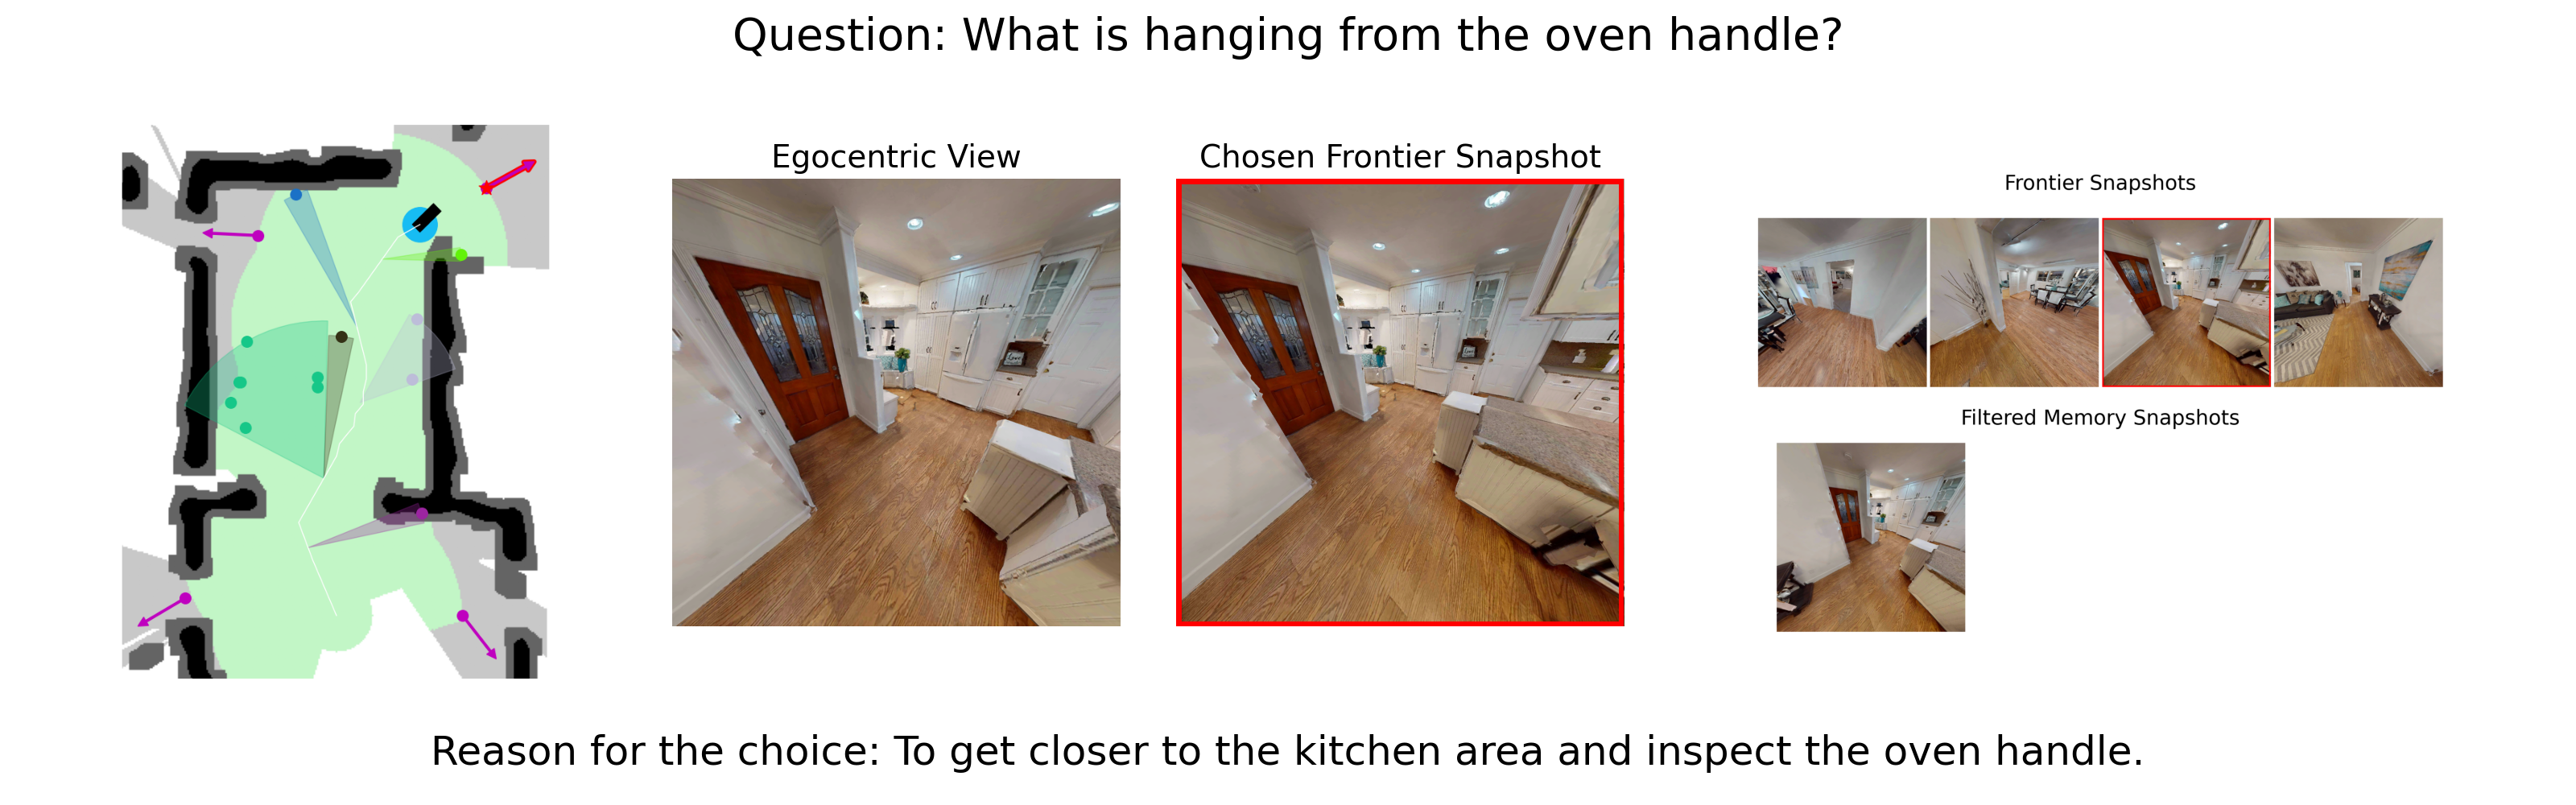 Question: What is hanging from the oven handle?
Egocentric View
Chosen Frontier Snapshot
Frontier Snapshots
Filtered Memory Snapshots
Reason for the choice: To get closer to the kitchen area and inspect the oven handle.